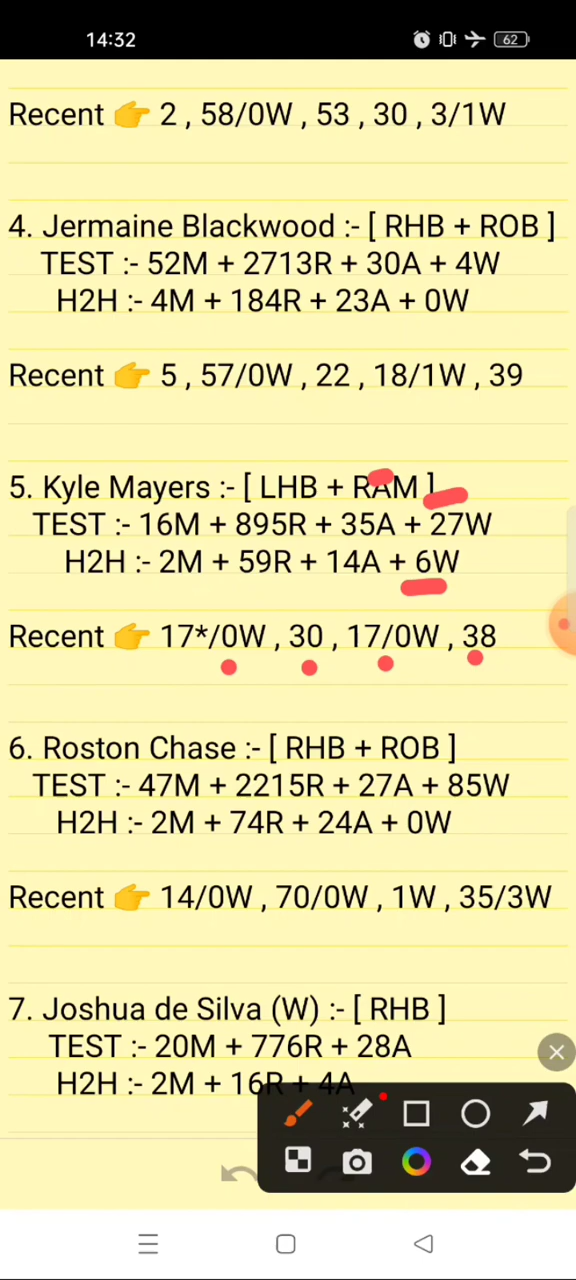 14:32
62
Recent 👉 2 , 58/0W , 53 , 30 , 3/1W
4. Jermaine Blackwood :- [ RHB + ROB ]
TEST :- 52M + 2713R + 30A + 4W
H2H :- 4M + 184R + 23A + 0W
Recent 👉 5 , 57/0W , 22 , 18/1W , 39
5. Kyle Mayers :- [ LHB + RAM ]
TEST :- 16M + 895R + 35A + 27W
H2H :- 2M + 59R + 14A + 6W
Recent 👉 17*/0W , 30 , 17/0W , 38
6. Roston Chase :- [ RHB + ROB ]
TEST :- 47M + 2215R + 27A + 85W
H2H :- 2M + 74R + 24A + 0W
Recent 👉 14/0W , 70/0W , 1W , 35/3W
7. Joshua de Silva (W) :- [ RHB ]
TEST :- 20M + 776R + 28A
H2H :- 2M + 16R + 4A